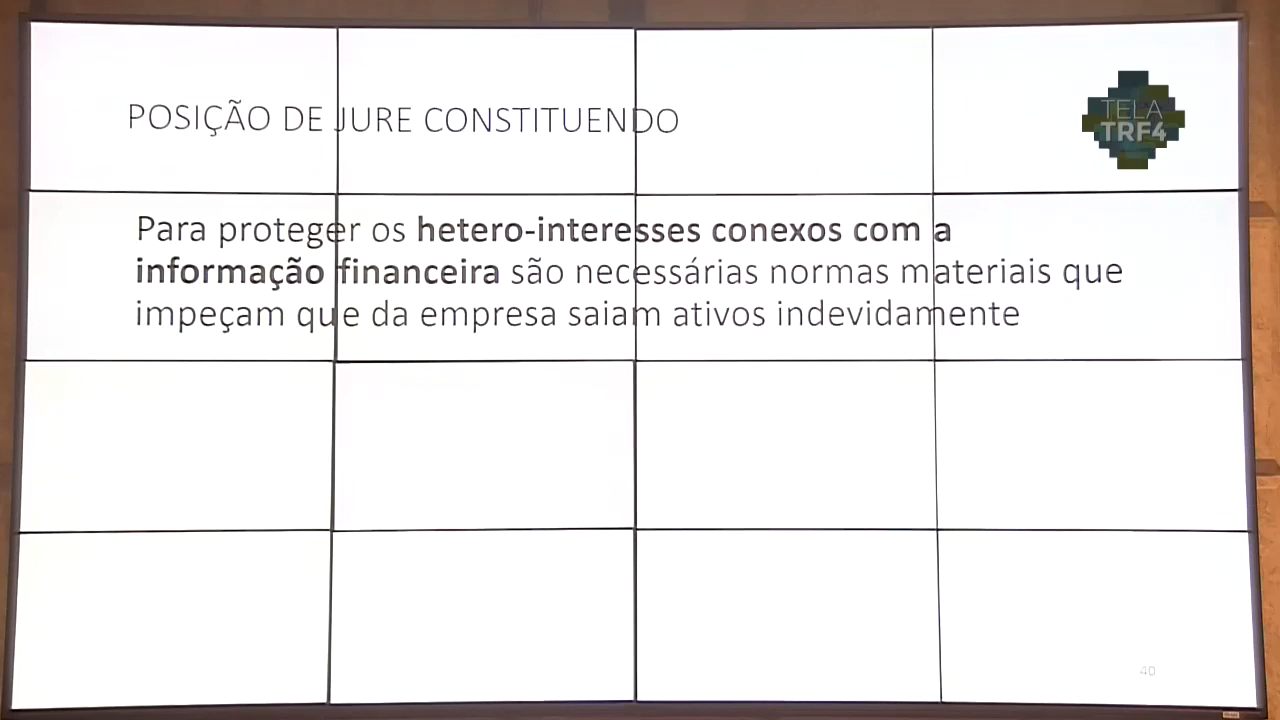 POSIÇÃO DE JURE CONSTITUENDO
TELA
TRF4
Para proteger os hetero-interesses conexos com a
informação financeira são necessárias normas materiais que
impeçam que da empresa saiam ativos indevidamente
40